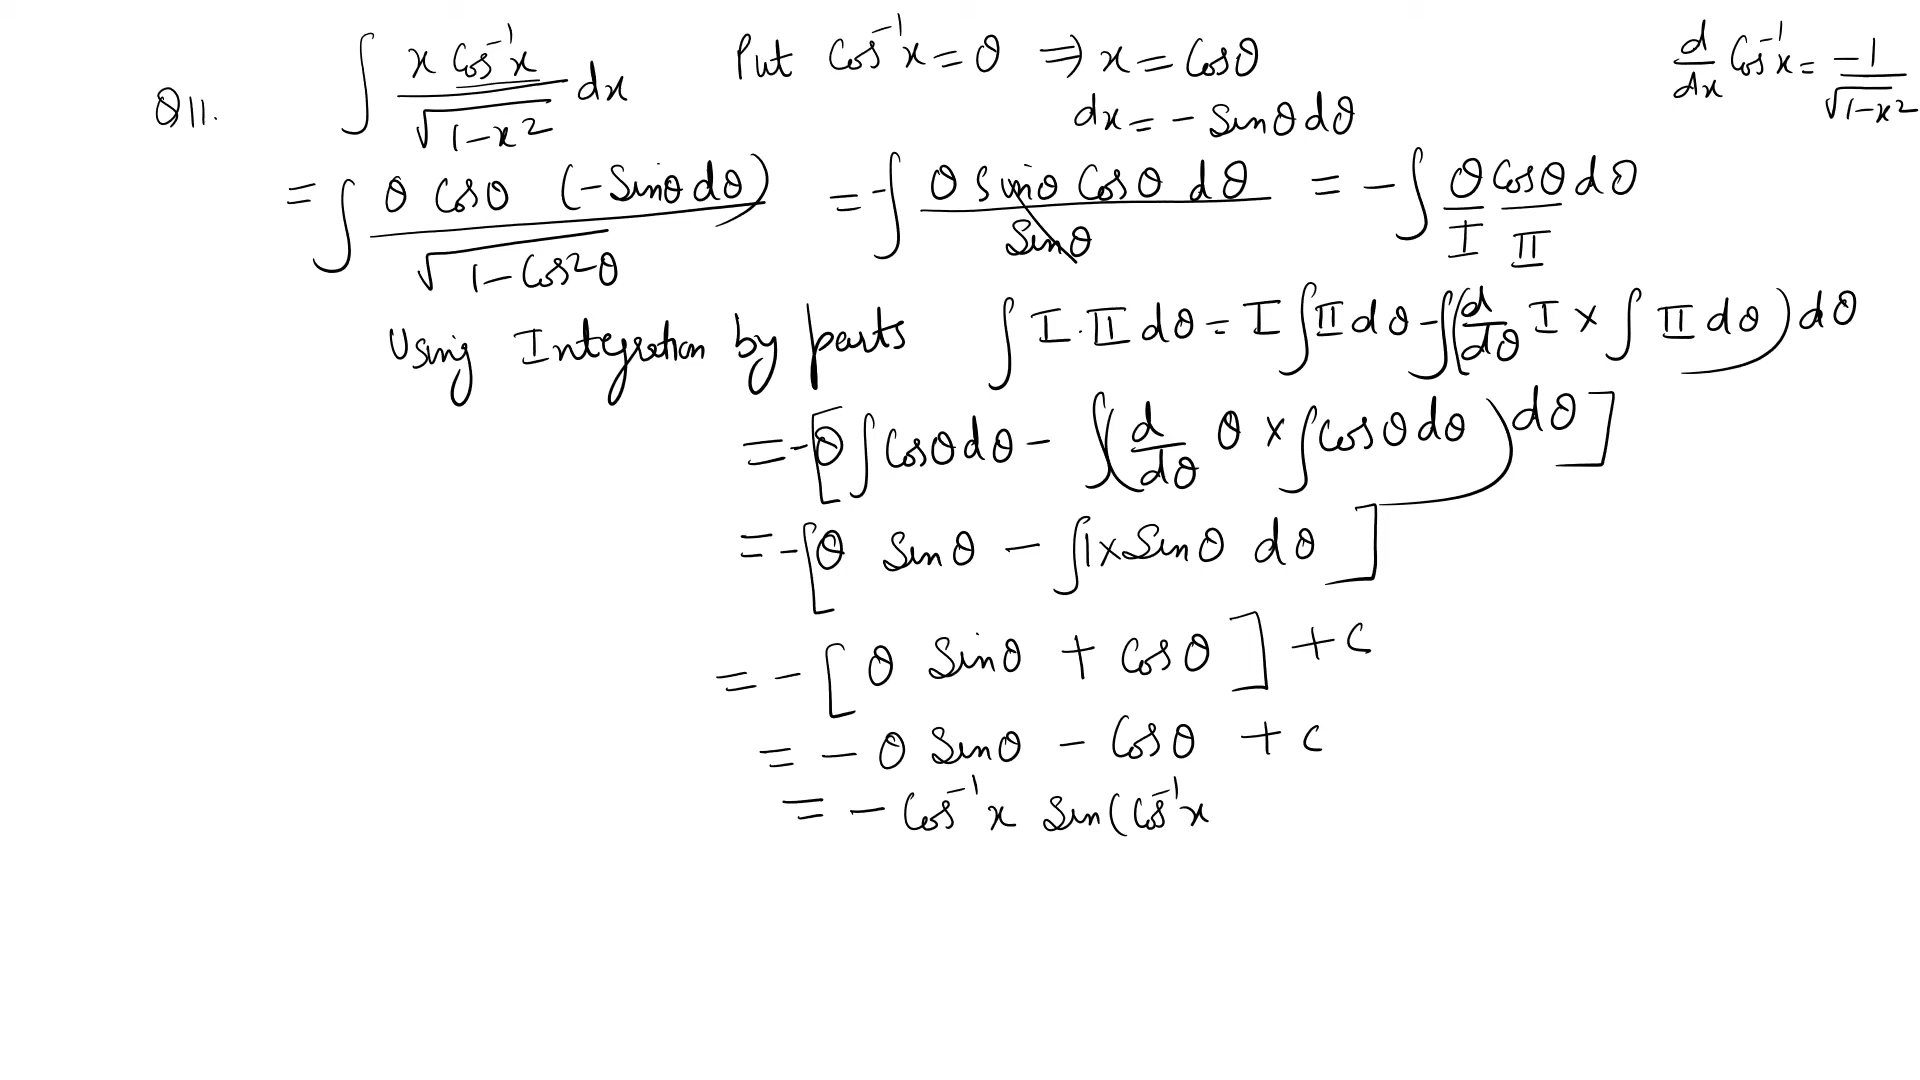 Q11. ∫ x Cos⁻¹x / √(1-x²) dx   Put Cos⁻¹x = θ ⇒ x = Cosθ   d/dx Cos⁻¹x = -1/√(1-x²)
dx = - Sinθ dθ
= ∫ θ Cosθ (-Sinθ dθ) / √(1-Cos²θ) = -∫ θ Sinθ Cosθ dθ / Sinθ = -∫ θ Cosθ dθ
I II
Using Integration by parts ∫ I·II dθ = I ∫ II dθ - ∫(d/dθ I × ∫ II dθ) dθ
= -[θ ∫ Cosθ dθ - ∫(d/dθ θ × ∫ Cosθ dθ) dθ]
= -[θ Sinθ - ∫ 1 × Sinθ dθ]
= -[θ Sinθ + Cosθ] + C
= - θ Sinθ - Cosθ + C
= - Cos⁻¹x Sin(Cos⁻¹x